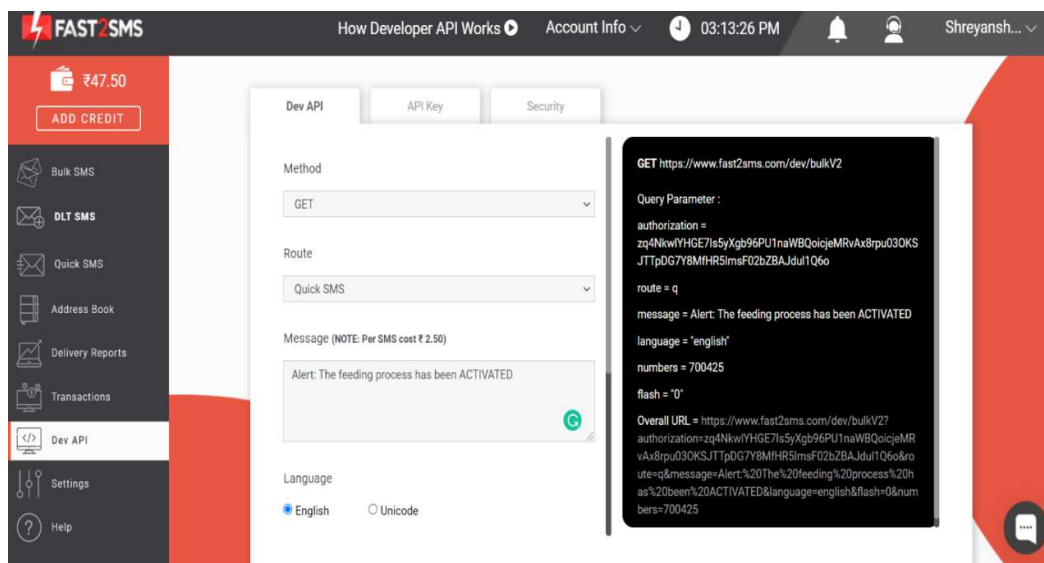 FAST2SMS
How Developer API Works
Account Info
03:13:26 PM
Shreyansh...
₹47.50
ADD CREDIT
Bulk SMS
DLT SMS
Quick SMS
Address Book
Delivery Reports
Transactions
Dev API
Settings
Help
Dev API
API Key
Security
Method
GET
Route
Quick SMS
Message (NOTE: Per SMS cost ₹ 2.50)
Alert: The feeding process has been ACTIVATED
Language
English
Unicode
GET https://www.fast2sms.com/dev/bulkV2
Query Parameter :
authorization =
zq4NkwlYHGE7Is5yXgb96PU1naWBQoicjeMRvAx8rpu03OKS
JTTpDG7Y8MfHR5ImsF02bZBAJdul1Q6o
route = q
message = Alert: The feeding process has been ACTIVATED
language = "english"
numbers = 700425
flash = "0"
Overall URL = https://www.fast2sms.com/dev/bulkV2?
authorization=zq4NkwlYHGE7Is5yXgb96PU1naWBQoicjeMR
vAx8rpu03OKSJTTpDG7Y8MfHR5ImsF02bZBAJdul1Q6o&ro
ute=q&message=Alert:%20The%20feeding%20process%20h
as%20been%20ACTIVATED&language=english&flash=0&num
bers=700425